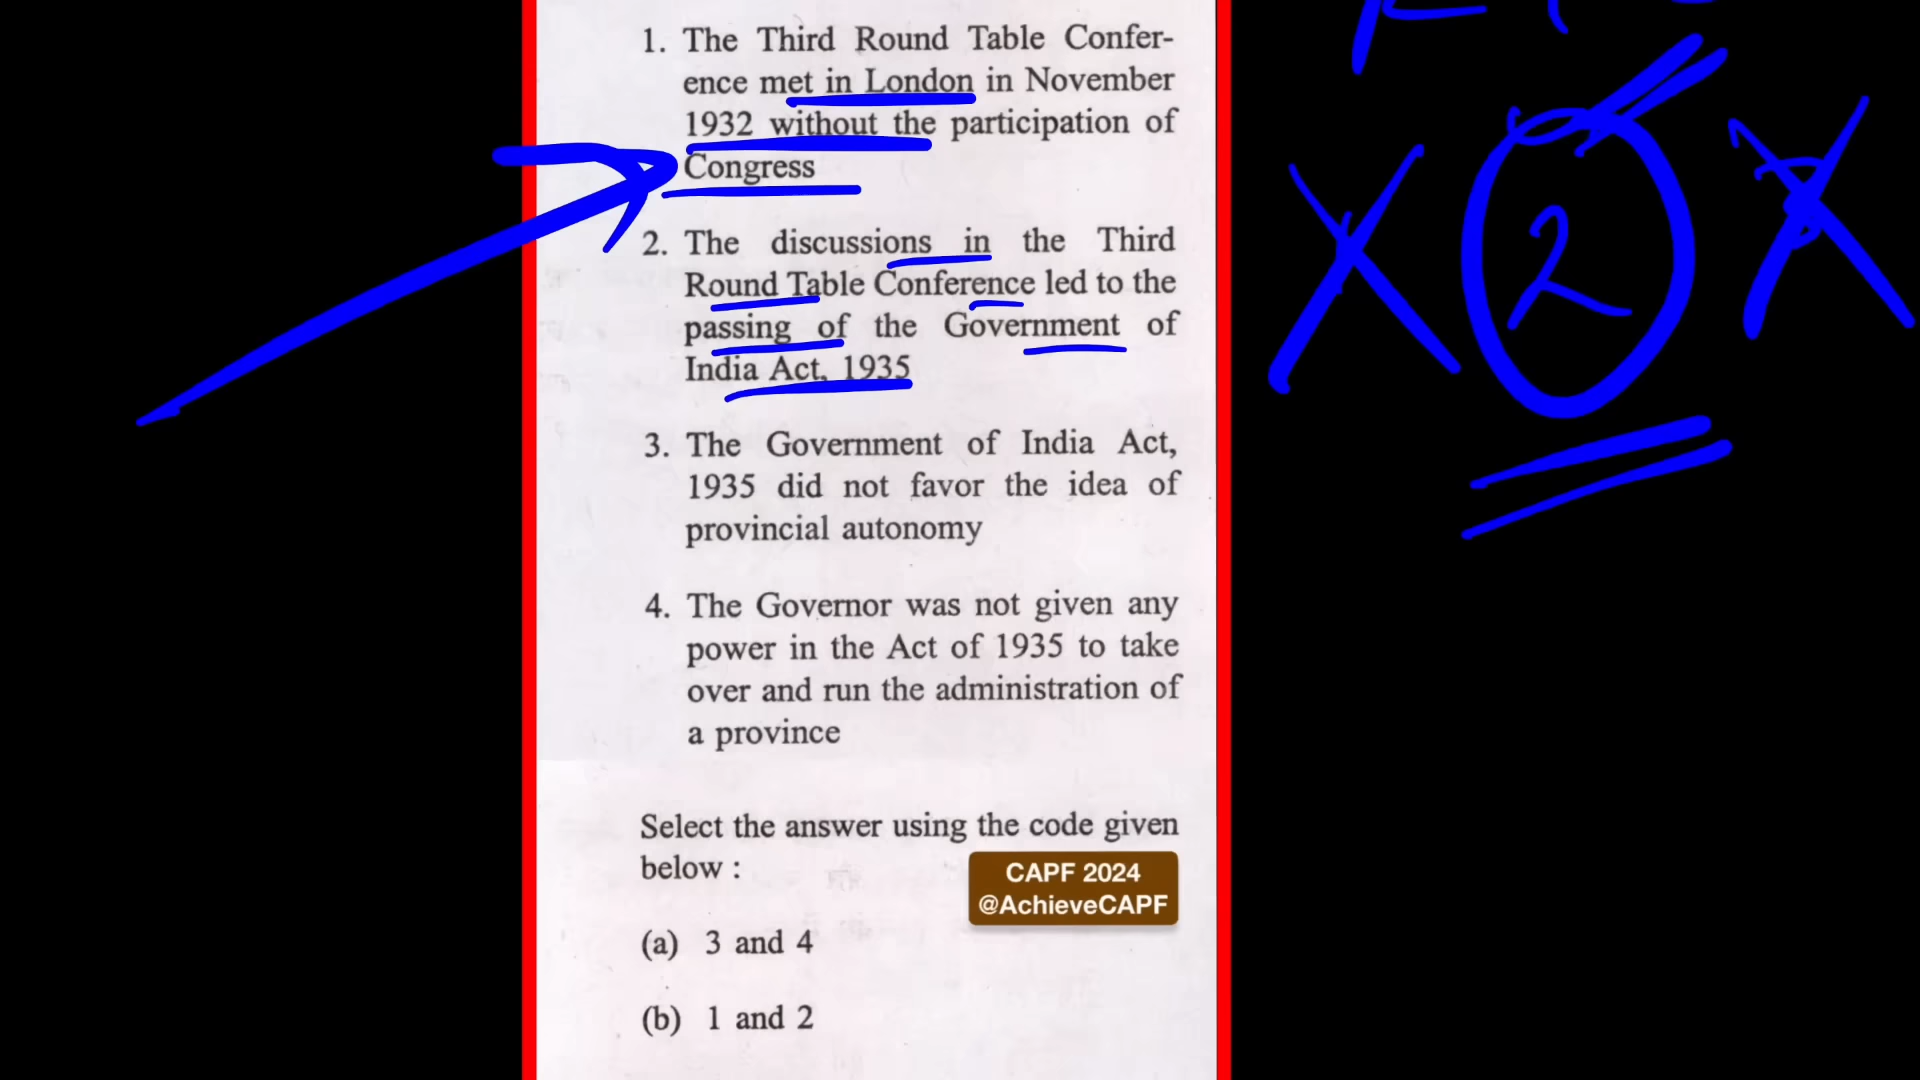 1. The Third Round Table Confer-
ence met in London in November
1932 without the participation of
Congress
2. The discussions in the Third
Round Table Conference led to the
passing of the Government of
India Act, 1935
3. The Government of India Act,
1935 did not favor the idea of
provincial autonomy
4. The Governor was not given any
power in the Act of 1935 to take
over and run the administration of
a province
Select the answer using the code given
below :
CAPF 2024
@AchieveCAPF
(a) 3 and 4
(b) 1 and 2
X 2 X